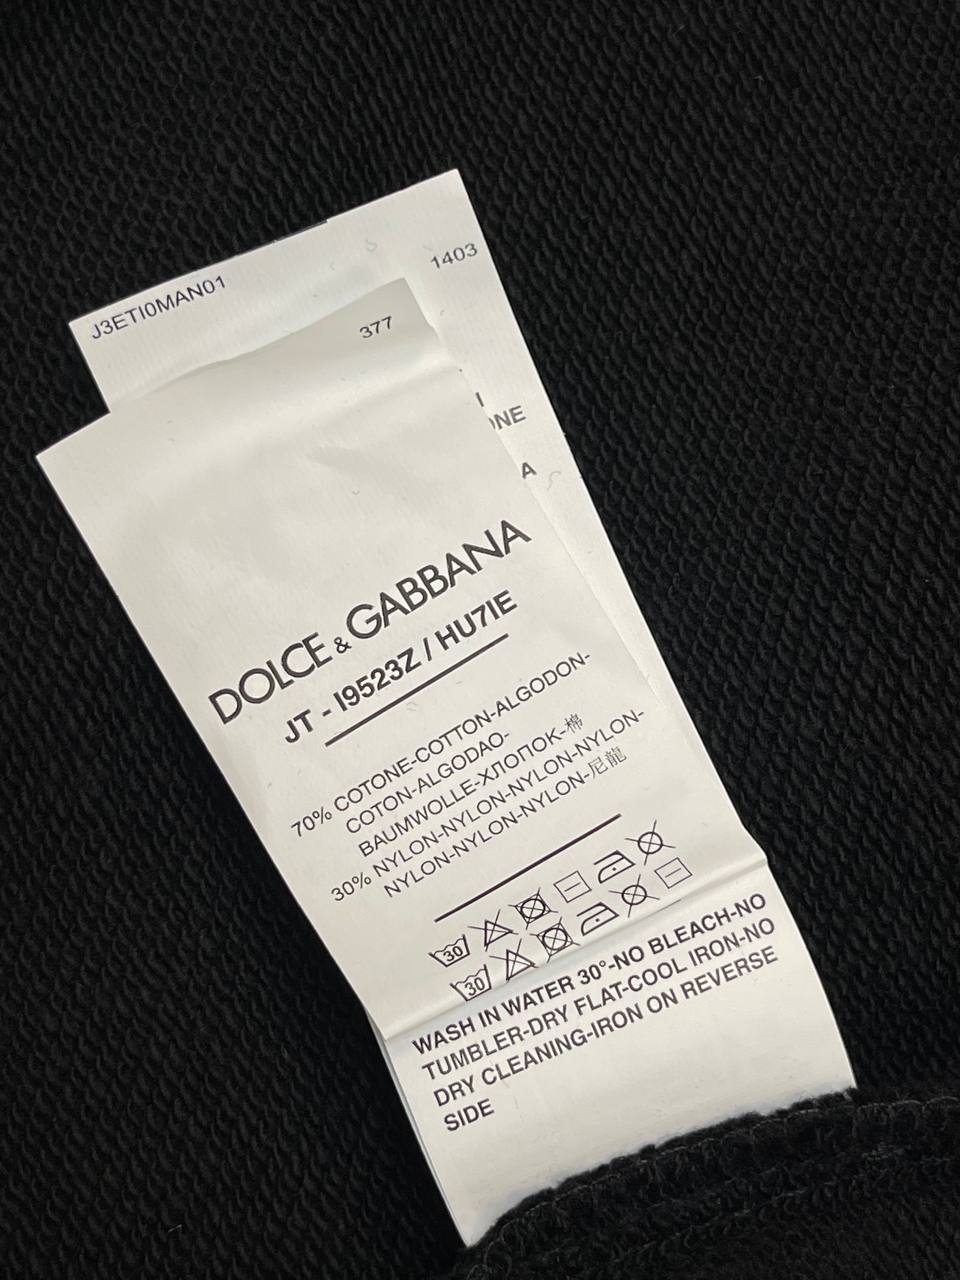 J3ETI0MAN01
1403
377
ONE
A
DOLCE & GABBANA
JT - I9523Z / HU7IE
70% COTONE-COTTON-ALGODON-
COTON-ALGODAO-
BAUMWOLLE-ХЛОПОК-棉
30% NYLON-NYLON-NYLON-NYLON-
NYLON-NYLON-NYLON-尼龍
30
30
WASH IN WATER 30°-NO BLEACH-NO
TUMBLER-DRY FLAT-COOL IRON-NO
DRY CLEANING-IRON ON REVERSE
SIDE